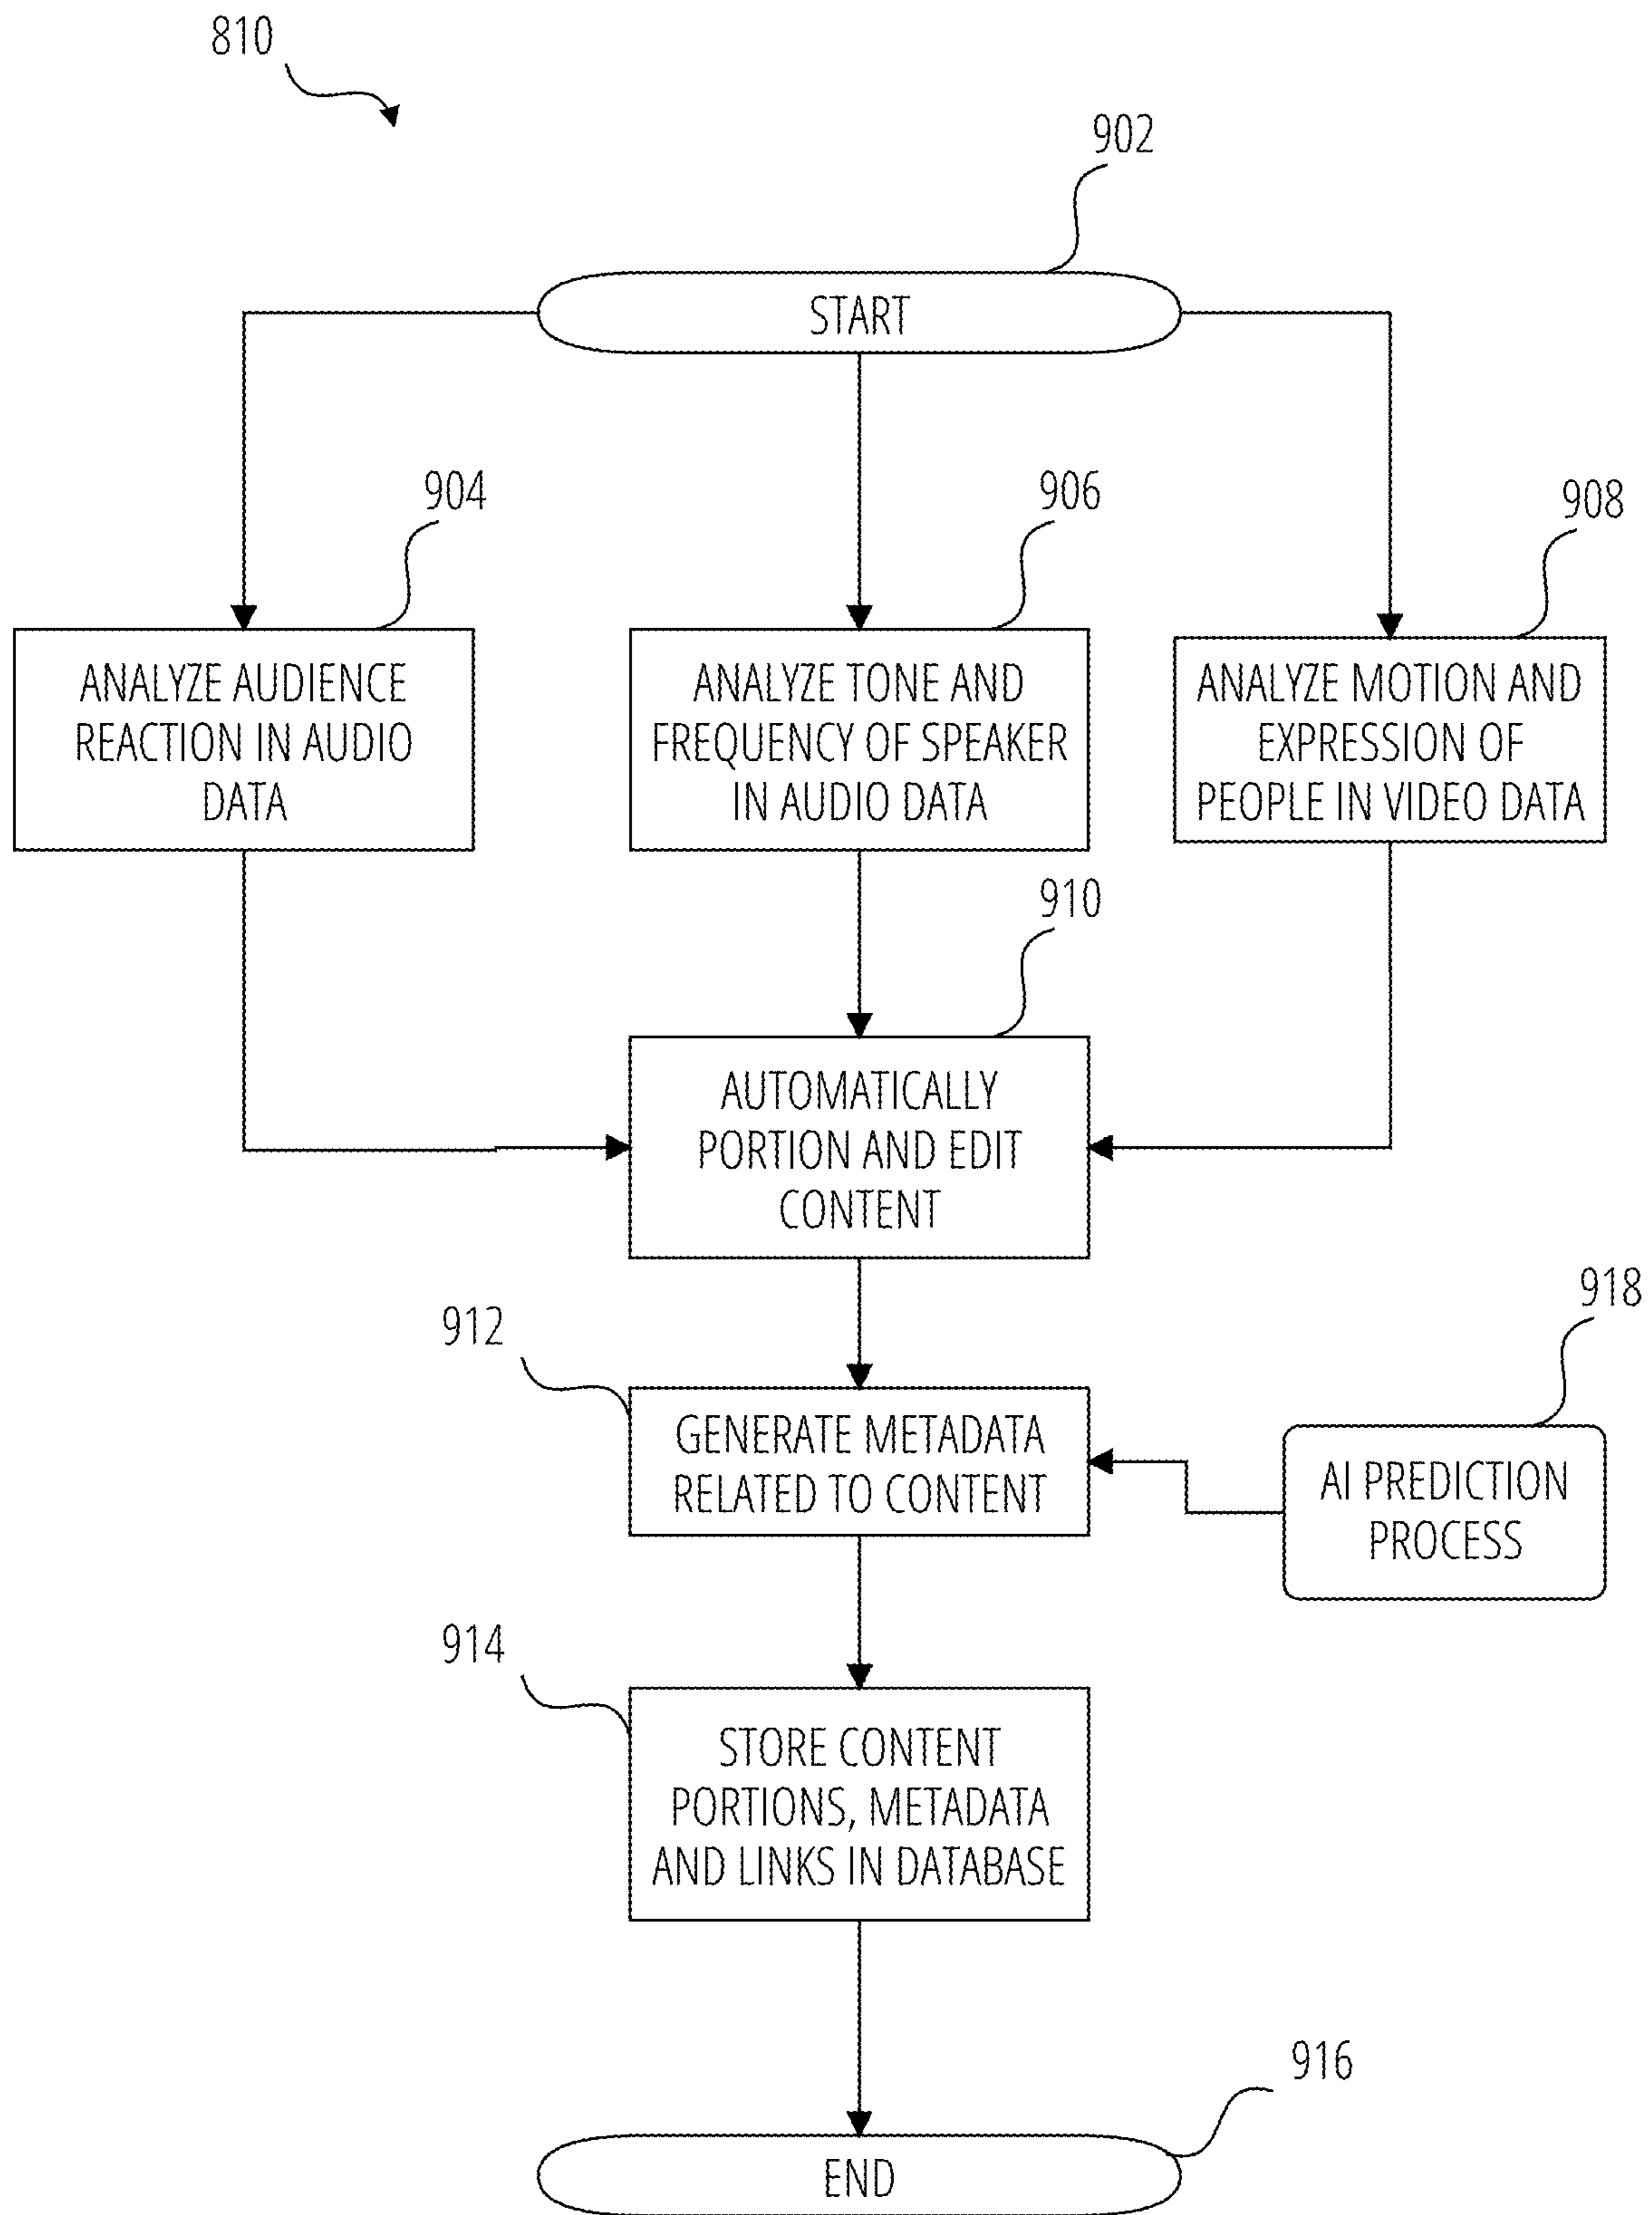 810
902
START
904
906
908
ANALYZE AUDIENCE
REACTION IN AUDIO
DATA
ANALYZE TONE AND
FREQUENCY OF SPEAKER
IN AUDIO DATA
ANALYZE MOTION AND
EXPRESSION OF
PEOPLE IN VIDEO DATA
910
AUTOMATICALLY
PORTION AND EDIT
CONTENT
912
918
GENERATE METADATA
RELATED TO CONTENT
AI PREDICTION
PROCESS
914
STORE CONTENT
PORTIONS, METADATA
AND LINKS IN DATABASE
916
END